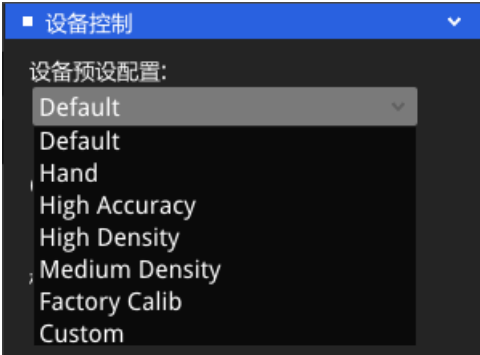 设备控制
设备预设配置:
Default
Default
Hand
High Accuracy
High Density
Medium Density
Factory Calib
Custom